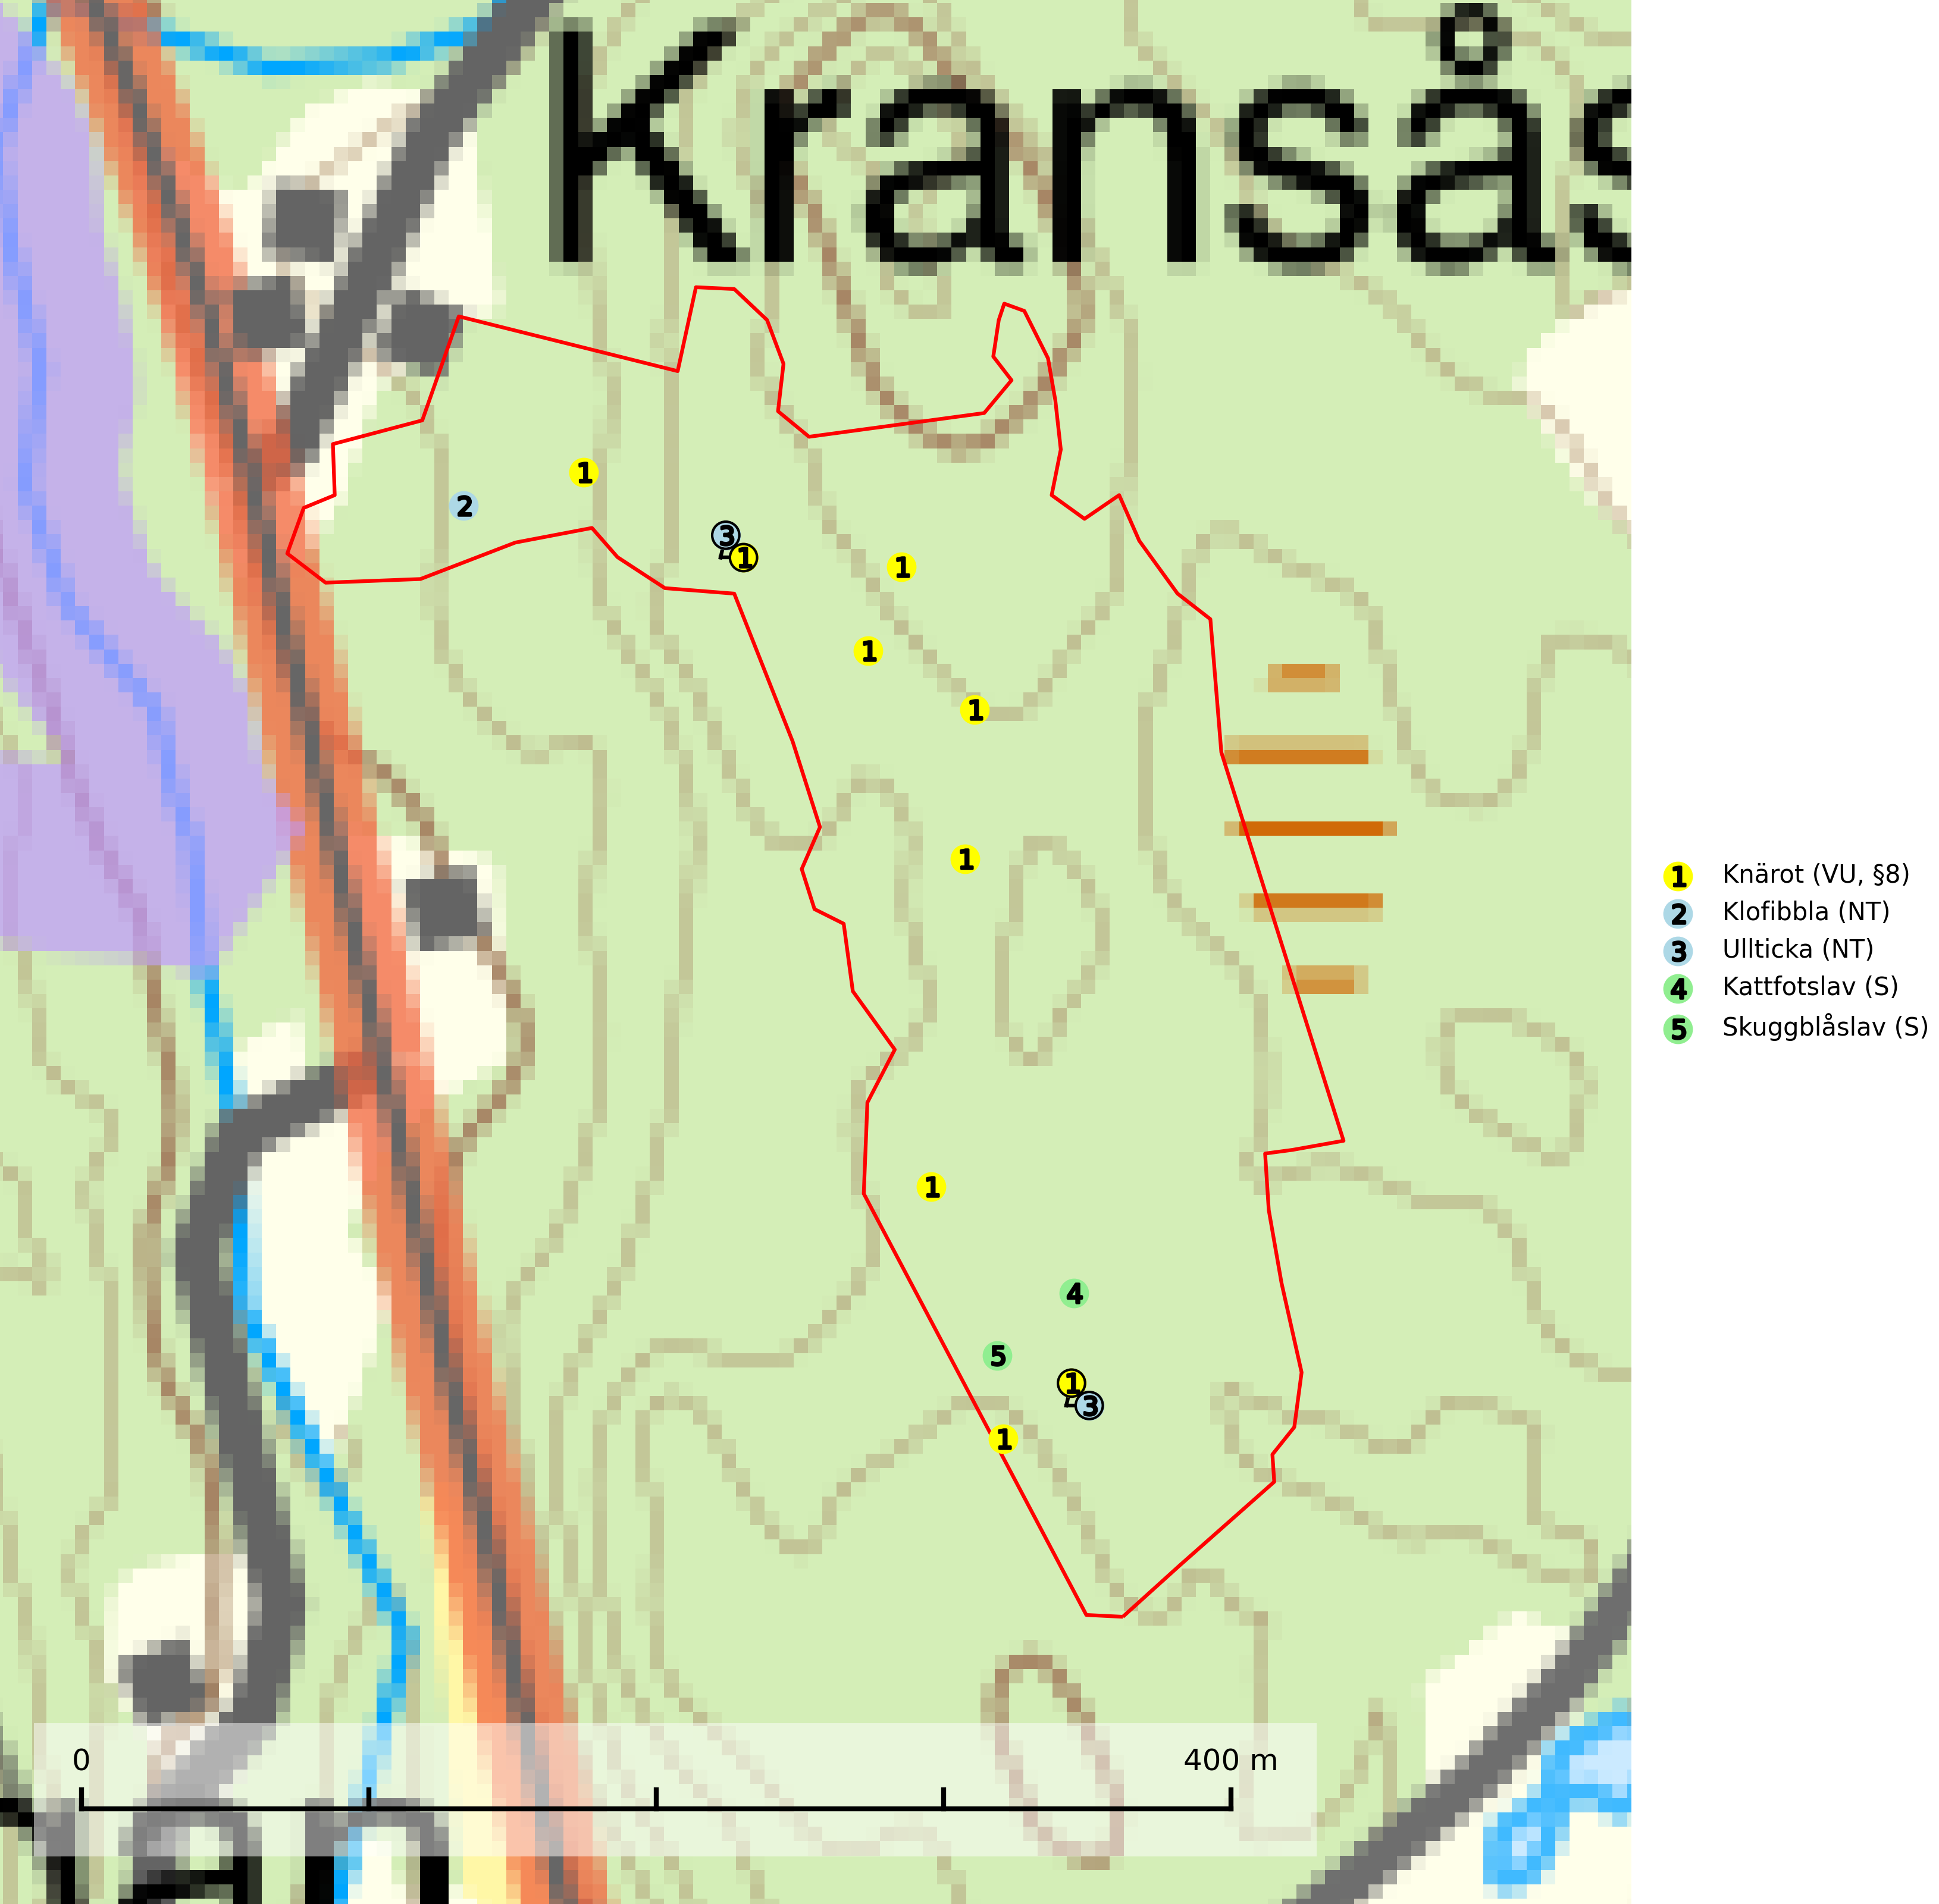 Kransås
1
2
3
1
1
1
1
1
1
4
5
1
3
1
1 Knärot (VU, §8)
2 Klofibbla (NT)
3 Ullticka (NT)
4 Kattfotslav (S)
5 Skuggblåslav (S)
0 400 m